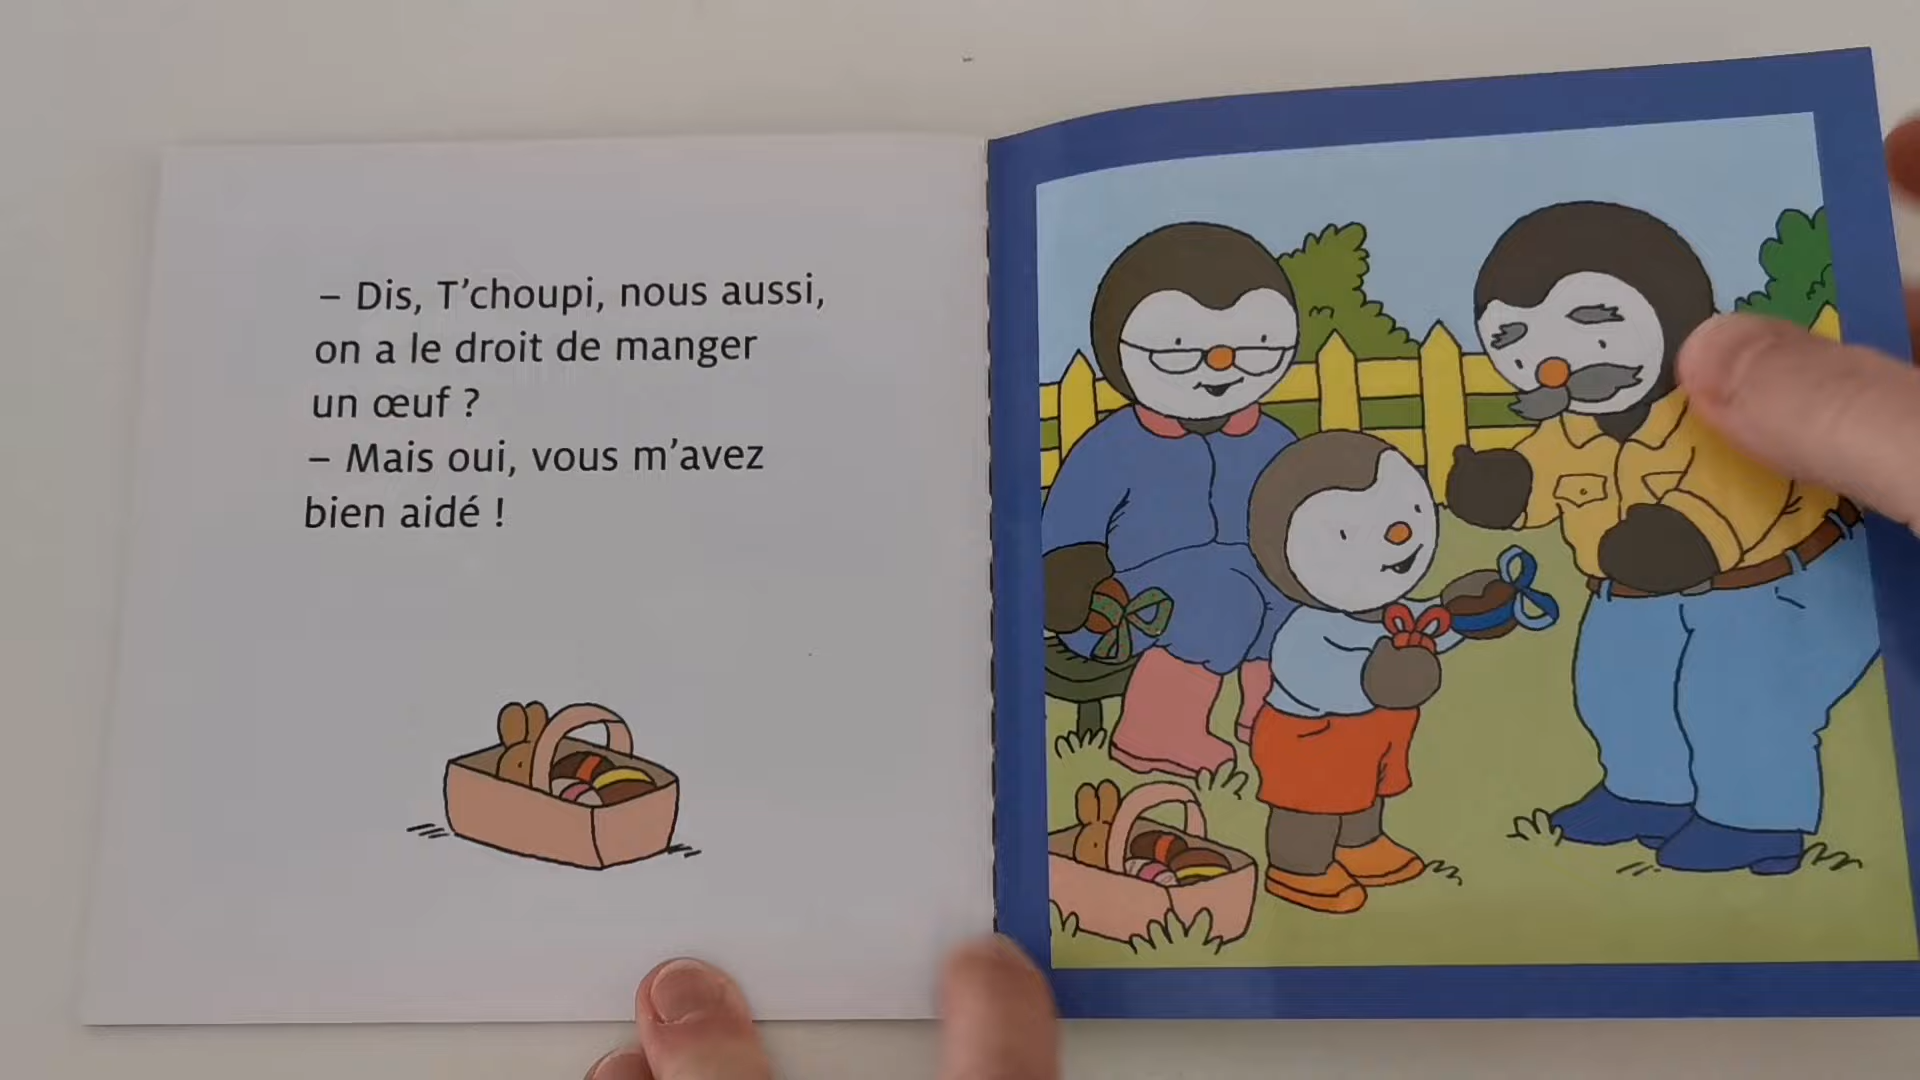 – Dis, T’choupi, nous aussi,
on a le droit de manger
un œuf ?
– Mais oui, vous m’avez
bien aidé !